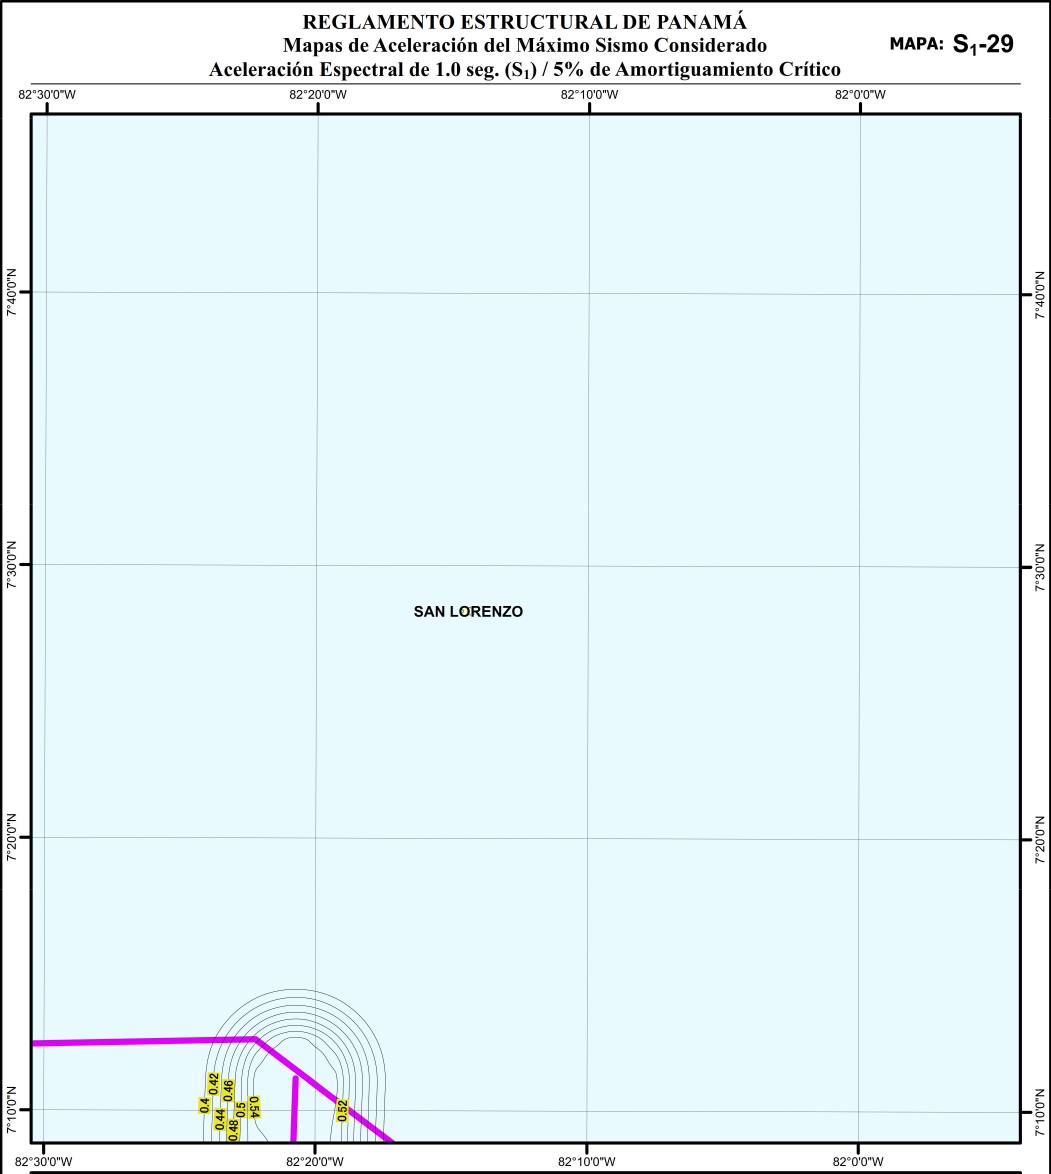 REGLAMENTO ESTRUCTURAL DE PANAMÁ
Mapas de Aceleración del Máximo Sismo Considerado
Aceleración Espectral de 1.0 seg. (S₁) / 5% de Amortiguamiento Crítico
MAPA: S₁-29
82°30'0"W 82°20'0"W 82°10'0"W 82°0'0"W
7°40'0"N 7°40'0"N
7°30'0"N 7°30'0"N
SAN LORENZO
7°20'0"N 7°20'0"N
0.42 0.46
0.4 0.5 0.54 0.52
0.44
0.48
7°10'0"N 7°10'0"N
82°30'0"W 82°20'0"W 82°10'0"W 82°0'0"W